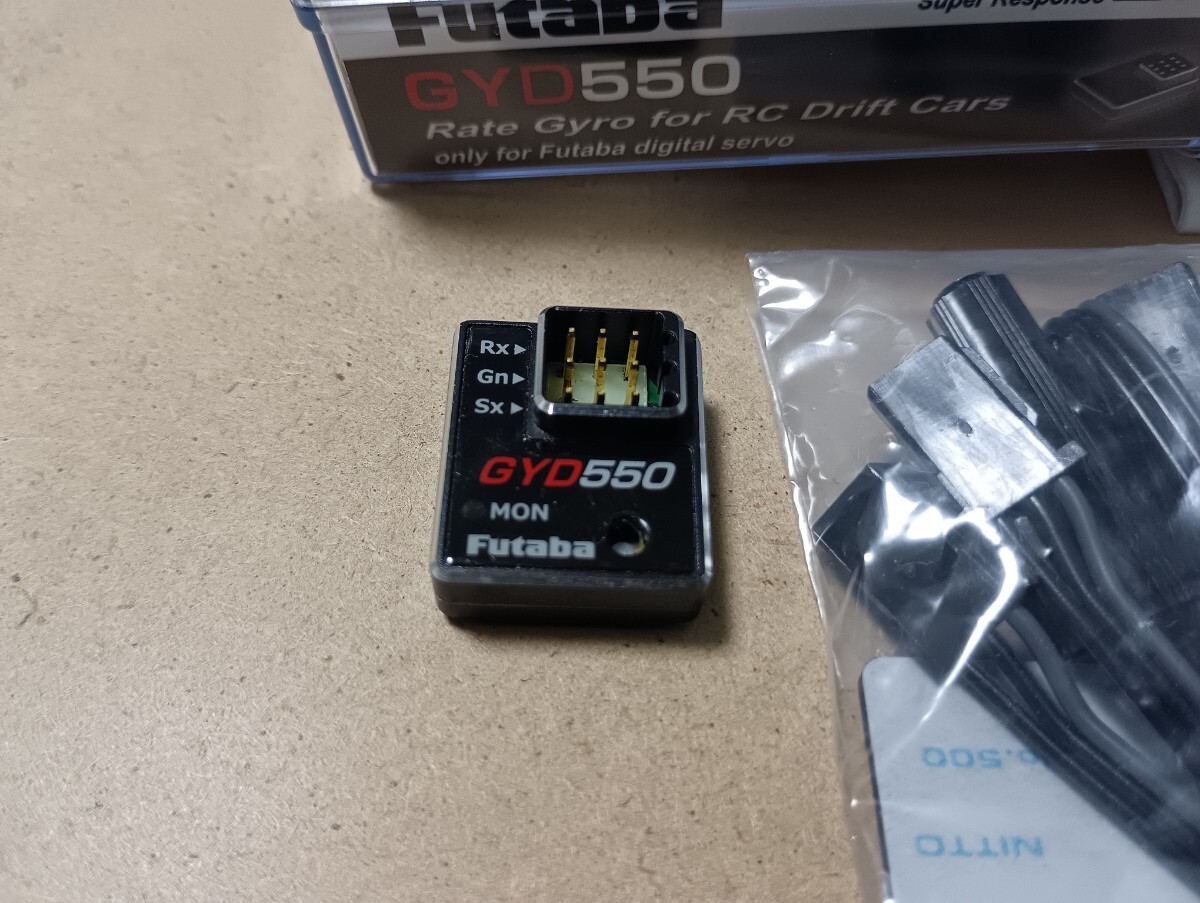 Futaba
Super Response
GYD550
Rate Gyro for RC Drift Cars
only for Futaba digital servo
Rx▶
Gn▶
Sx▶
GYD550
MON
Futaba
NITTO